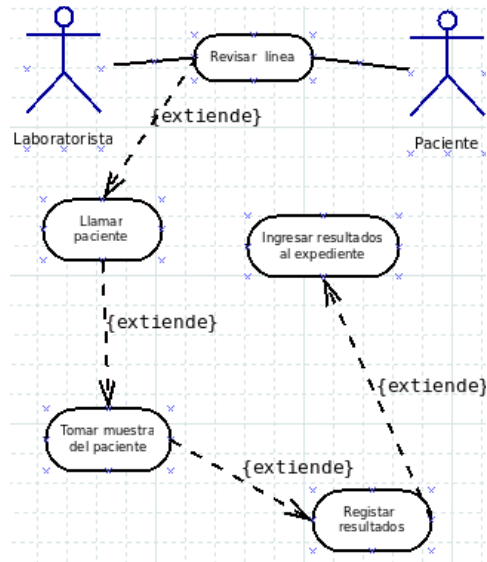 Revisar línea
{extiende}
Laboratorista
Paciente
Llamar
paciente
Ingresar resultados
al expediente
{extiende}
{extiende}
Tomar muestra
del paciente
{extiende}
Registar
resultados